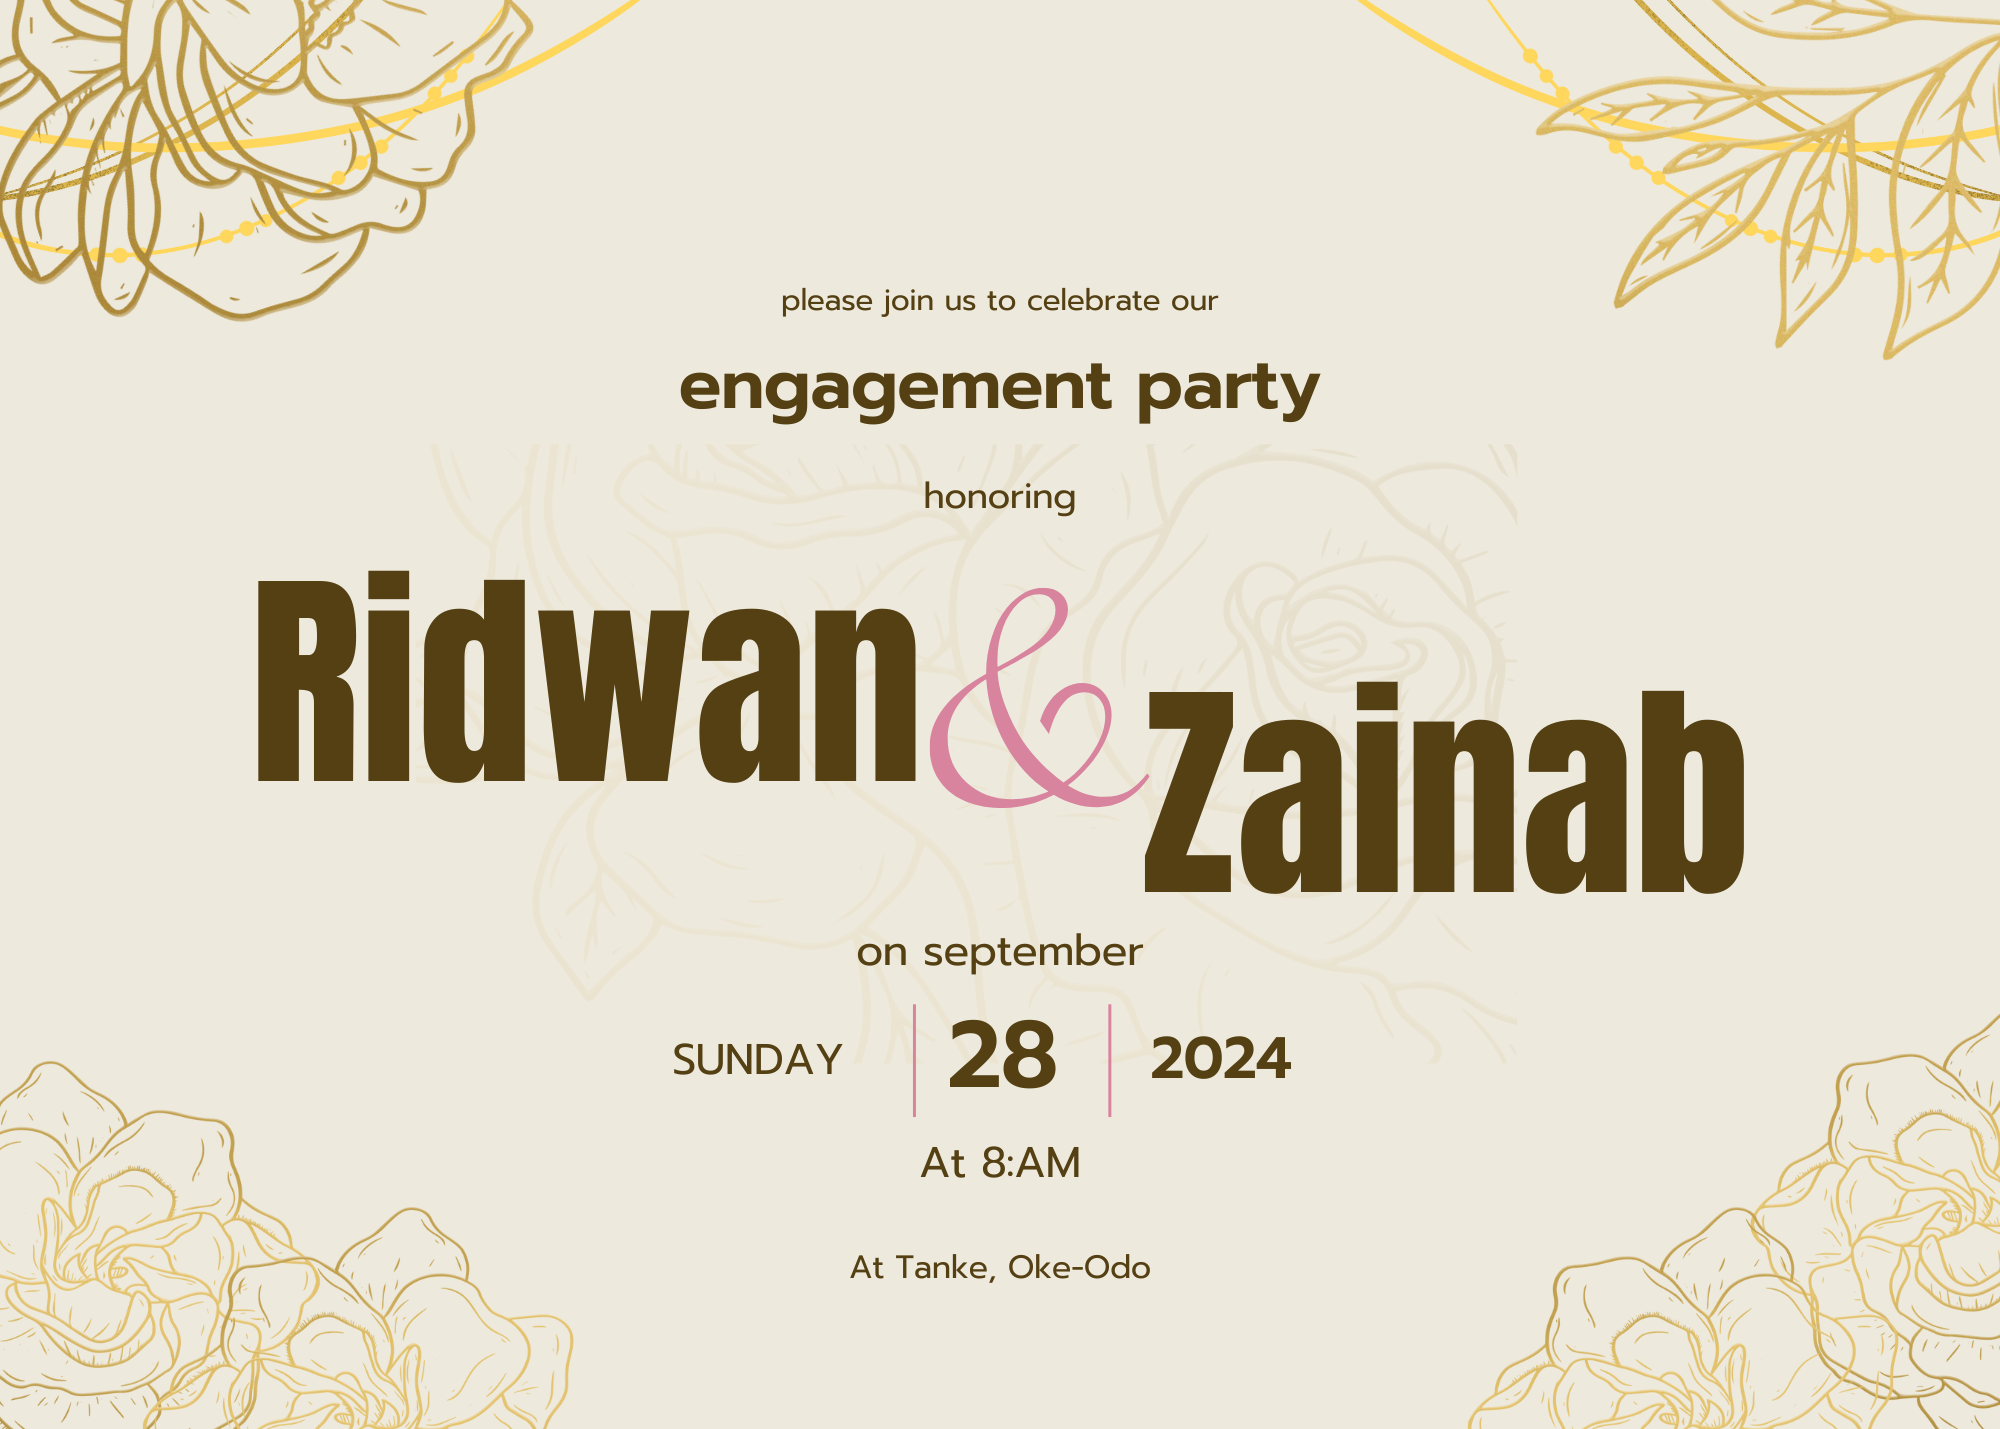 please join us to celebrate our
engagement party
honoring
Ridwan & Zainab
on september
SUNDAY 28 2024
At 8:AM
At Tanke, Oke-Odo